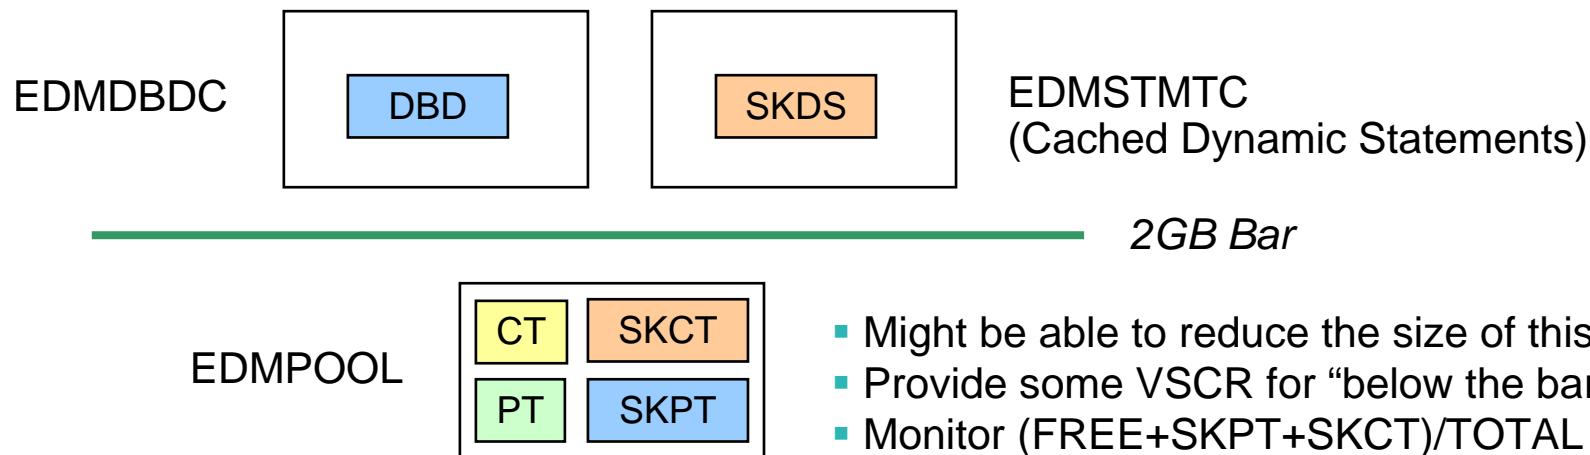 EDMDBDC
DBD
SKDS
EDMSTMTC
(Cached Dynamic Statements)
2GB Bar
EDMPOOL
CT
SKCT
PT
SKPT
▪ Might be able to reduce the size of this
▪ Provide some VSCR for “below the bar
▪ Monitor (FREE+SKPT+SKCT)/TOTAL